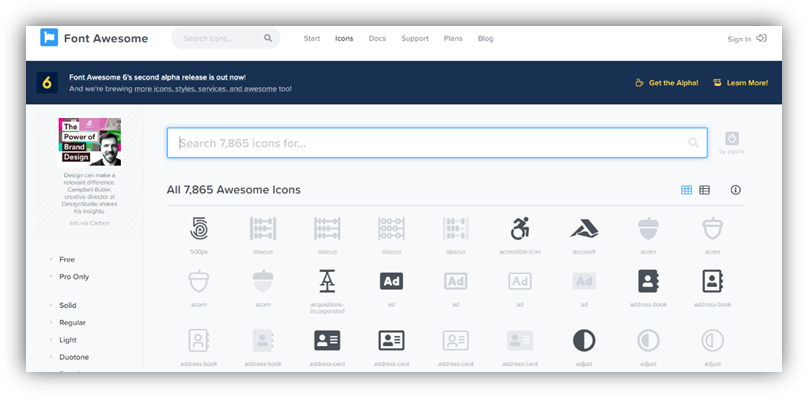 Font Awesome
Search icons...
Start
Icons
Docs
Support
Plans
Blog
Sign In
6
Font Awesome 6's second alpha release is out now!
And we're brewing more icons, styles, services, and awesome too!
Get the Alpha!
Learn More!
The
Power of
Brand
Design
Design can make a
relevant difference.
Campbell Butler,
creative director at
DesignStudio shares
his insights.
ads via Carbon
Search 7,865 icons for...
by algolia
All 7,865 Awesome Icons
Free
Pro Only
Solid
Regular
Light
Duotone
500px
abacus
abacus
abacus
abacus
accessible-icon
accusoft
acorn
acorn
acorn
acorn
acquisitions-
incorporated
Ad
ad
Ad
ad
Ad
ad
Ad
ad
address-book
address-book
address-book
address-book
address-card
address-card
address-card
address-card
adjust
adjust
adjust